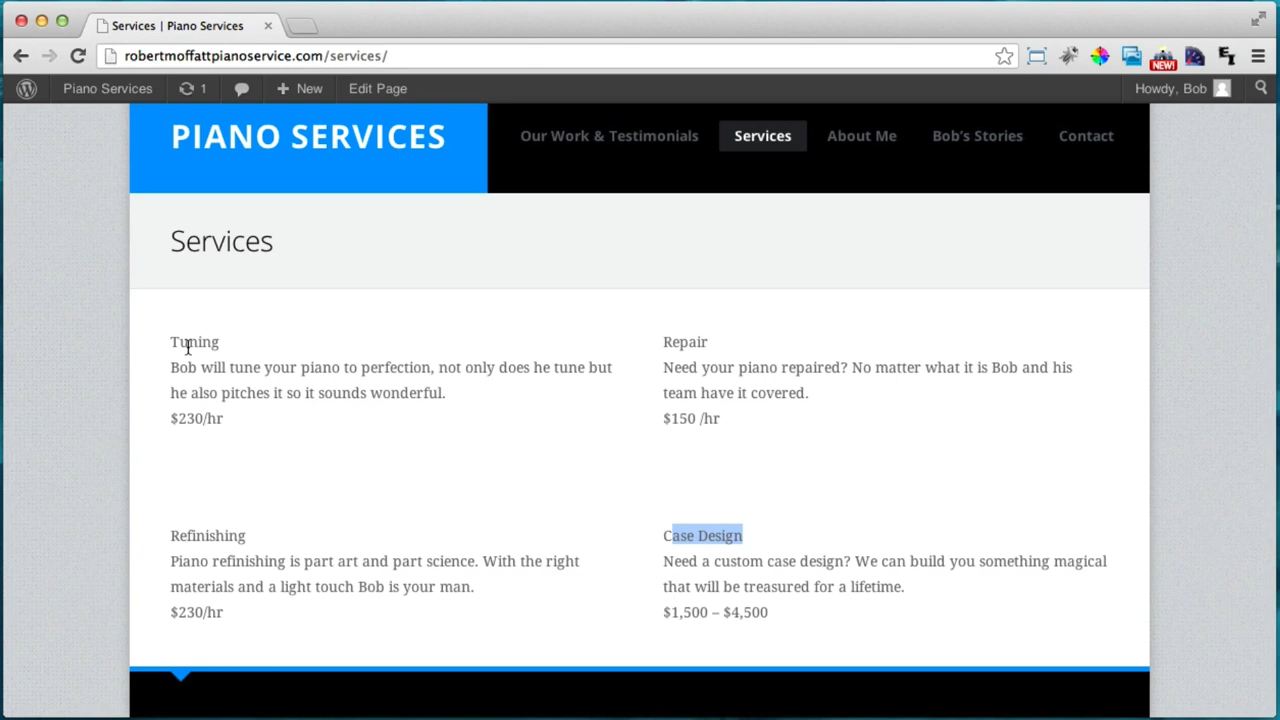 Services | Piano Services
robertmoffattpianoservice.com/services/
NEW!
Piano Services 1 New Edit Page Howdy, Bob
PIANO SERVICES
Our Work & Testimonials Services About Me Bob's Stories Contact
Services
Tuning
Bob will tune your piano to perfection, not only does he tune but
he also pitches it so it sounds wonderful.
$230/hr
Repair
Need your piano repaired? No matter what it is Bob and his
team have it covered.
$150 /hr
Refinishing
Piano refinishing is part art and part science. With the right
materials and a light touch Bob is your man.
$230/hr
Case Design
Need a custom case design? We can build you something magical
that will be treasured for a lifetime.
$1,500 – $4,500